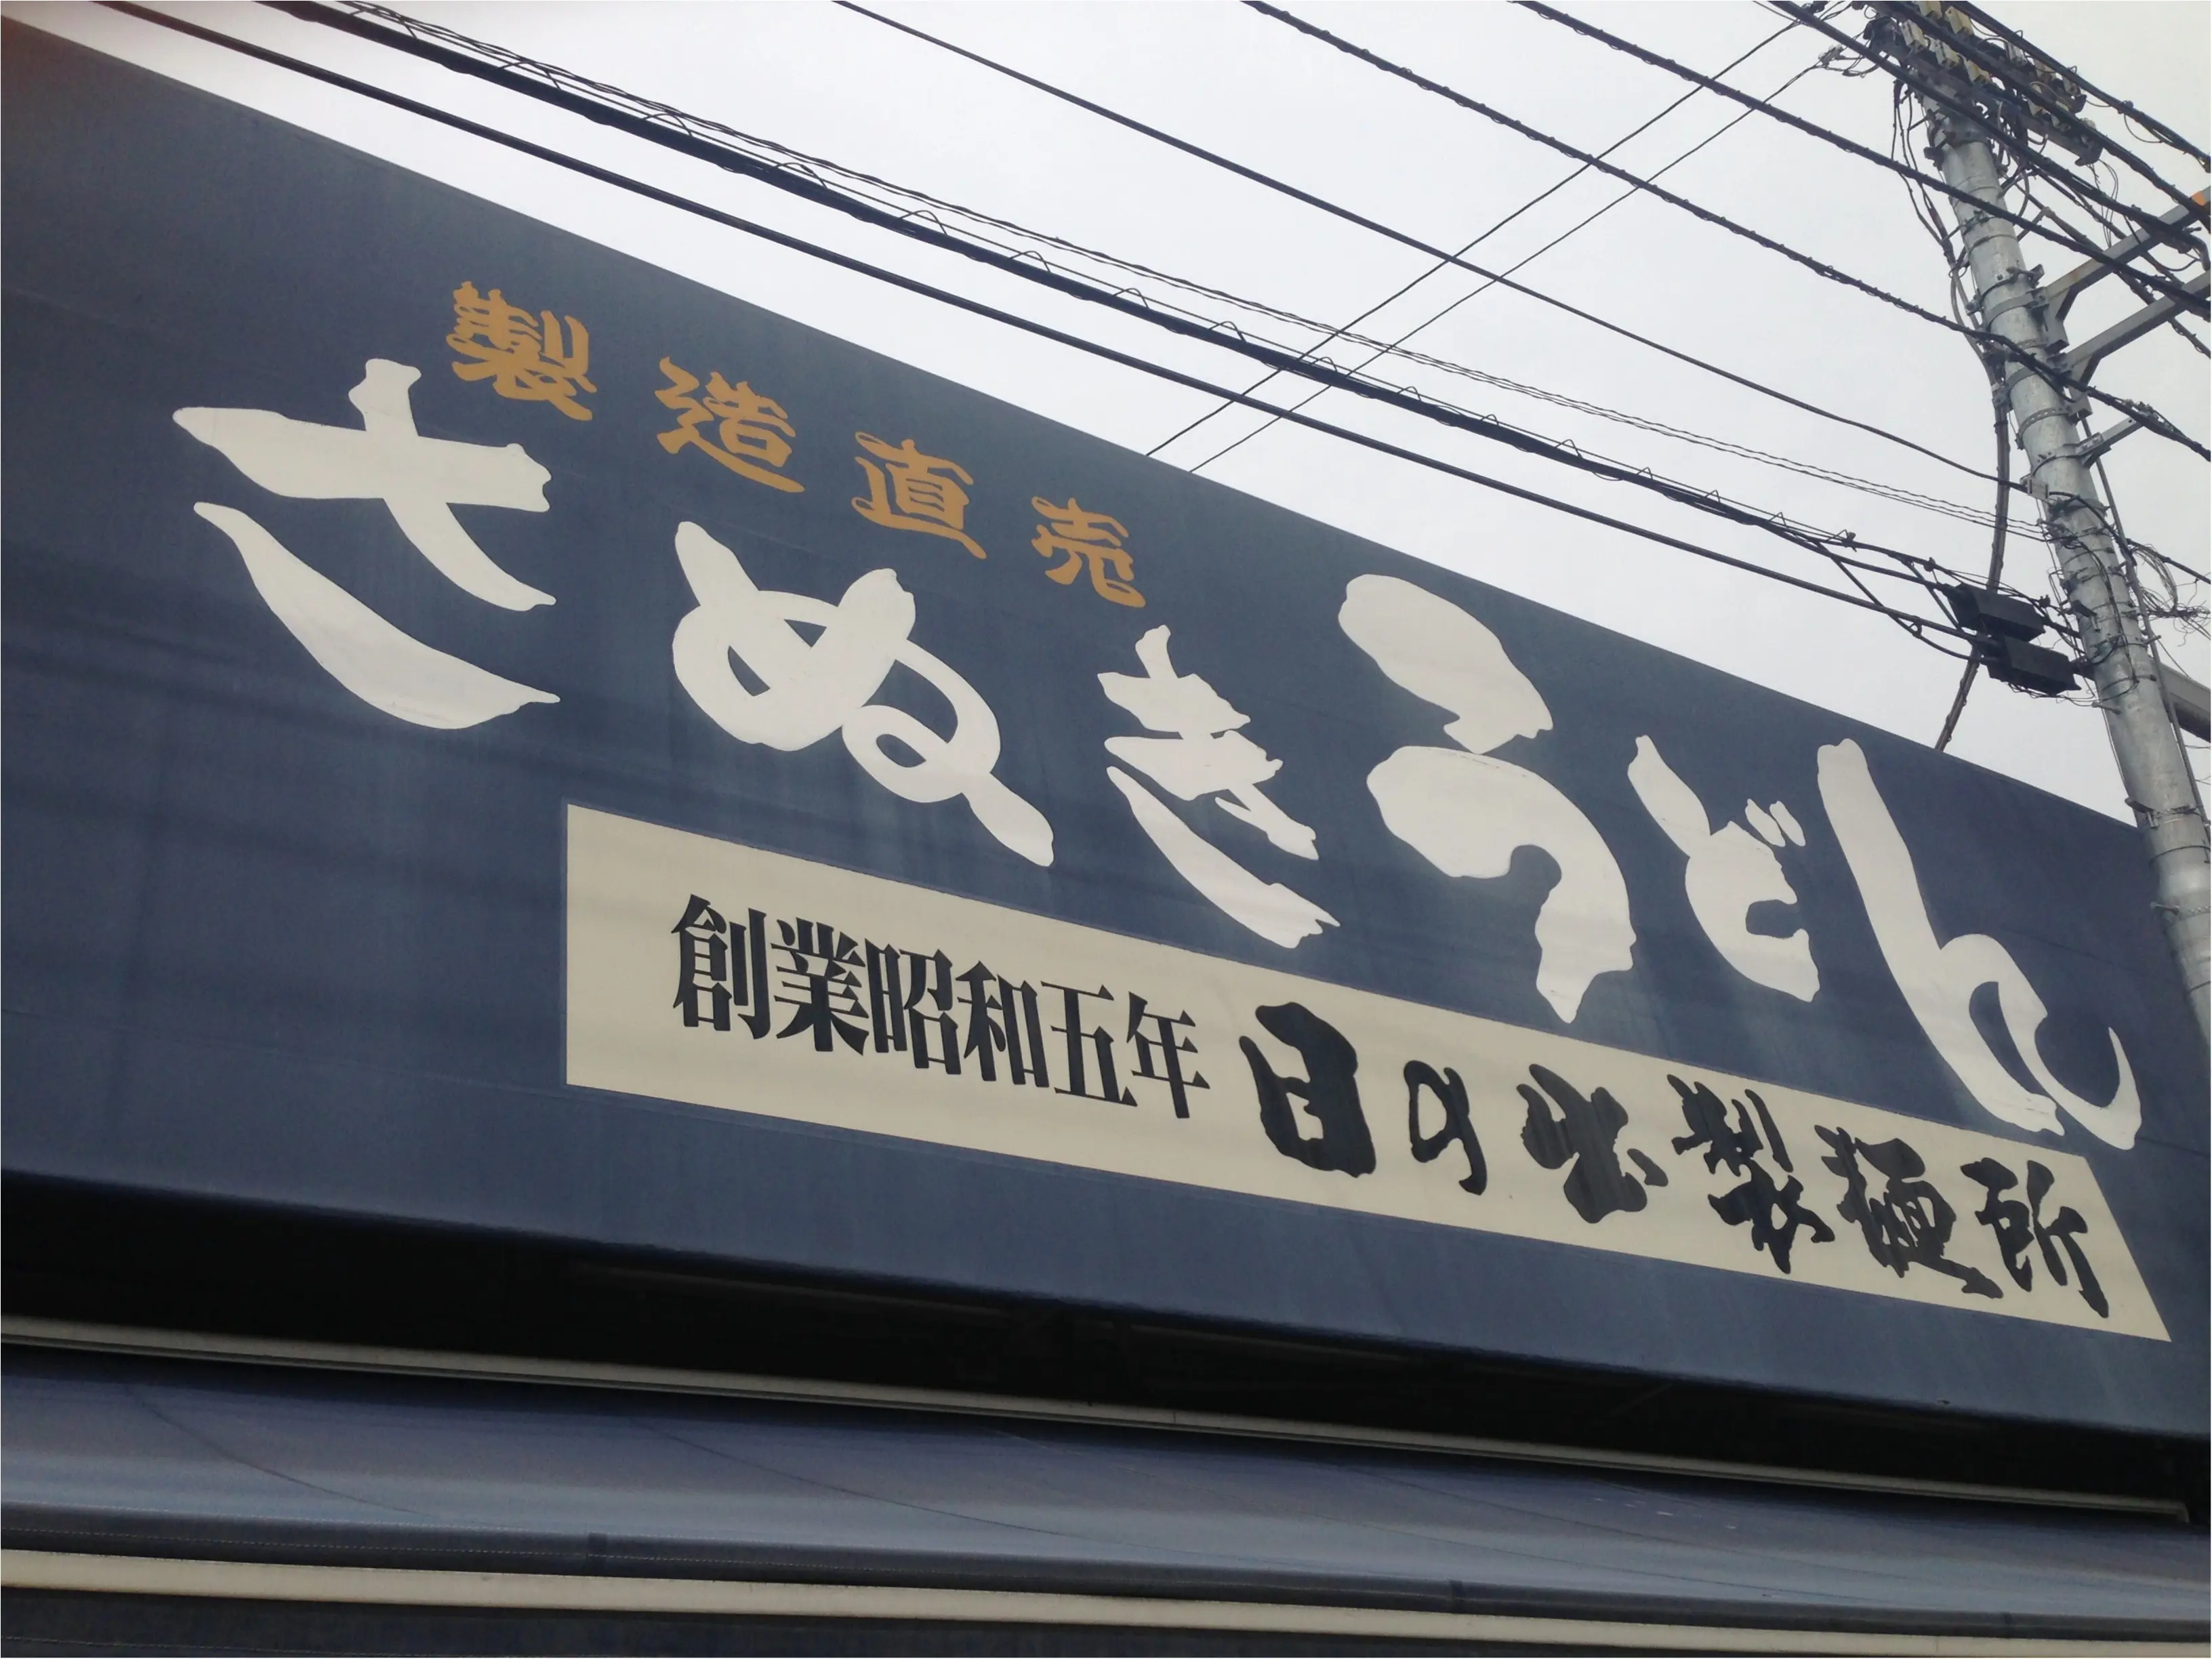 製造直売
さぬきうどん
創業昭和五年 日の出製麺所